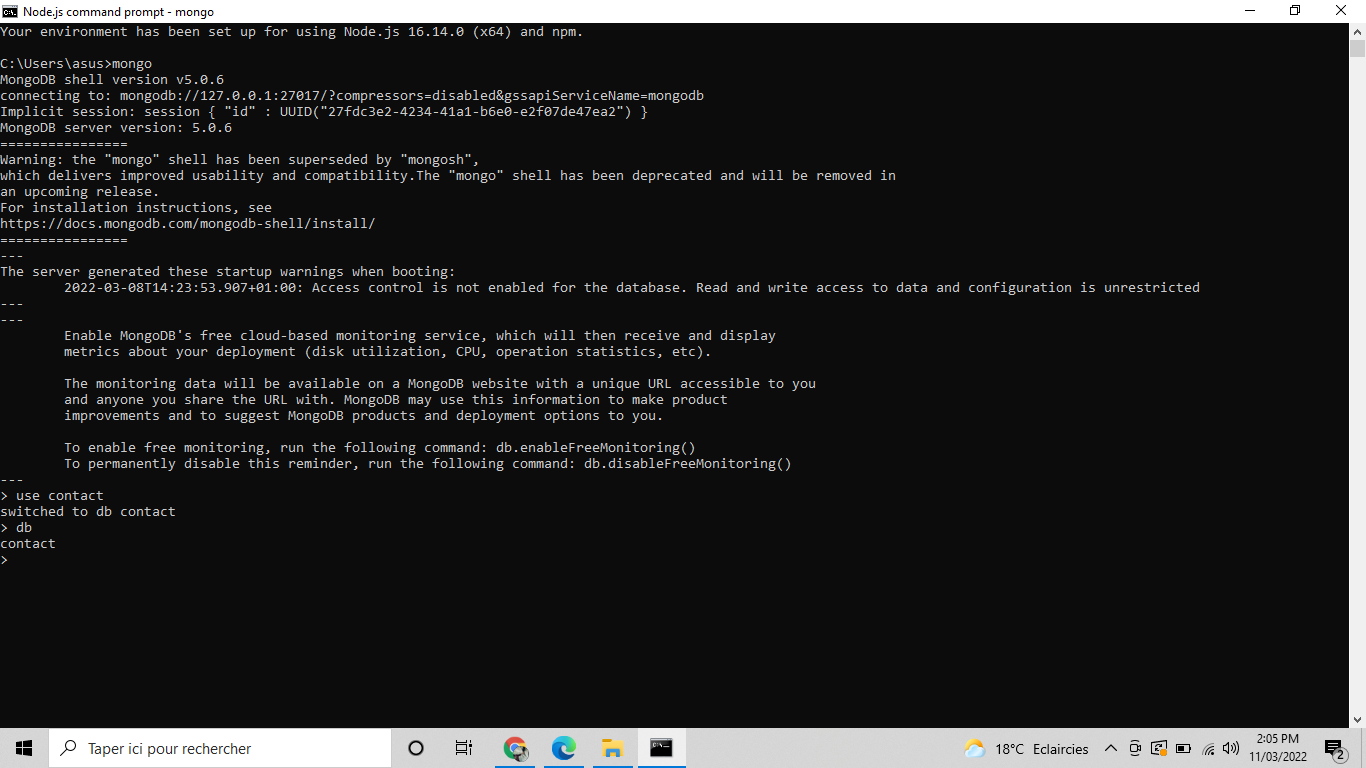 Node.js command prompt - mongo
Your environment has been set up for using Node.js 16.14.0 (x64) and npm.
C:\Users\asus>mongo
MongoDB shell version v5.0.6
connecting to: mongodb://127.0.0.1:27017/?compressors=disabled&gssapiServiceName=mongodb
Implicit session: session { "id" : UUID("27fdc3e2-4234-41a1-b6e0-e2f07de47ea2") }
MongoDB server version: 5.0.6
================
Warning: the "mongo" shell has been superseded by "mongosh",
which delivers improved usability and compatibility.The "mongo" shell has been deprecated and will be removed in
an upcoming release.
For installation instructions, see
https://docs.mongodb.com/mongodb-shell/install/
================
---
The server generated these startup warnings when booting:
2022-03-08T14:23:53.907+01:00: Access control is not enabled for the database. Read and write access to data and configuration is unrestricted
---
---
Enable MongoDB's free cloud-based monitoring service, which will then receive and display
metrics about your deployment (disk utilization, CPU, operation statistics, etc).
The monitoring data will be available on a MongoDB website with a unique URL accessible to you
and anyone you share the URL with. MongoDB may use this information to make product
improvements and to suggest MongoDB products and deployment options to you.
To enable free monitoring, run the following command: db.enableFreeMonitoring()
To permanently disable this reminder, run the following command: db.disableFreeMonitoring()
---
> use contact
switched to db contact
> db
contact
>
Taper ici pour rechercher
18°C Eclaircies
2:05 PM
11/03/2022
2